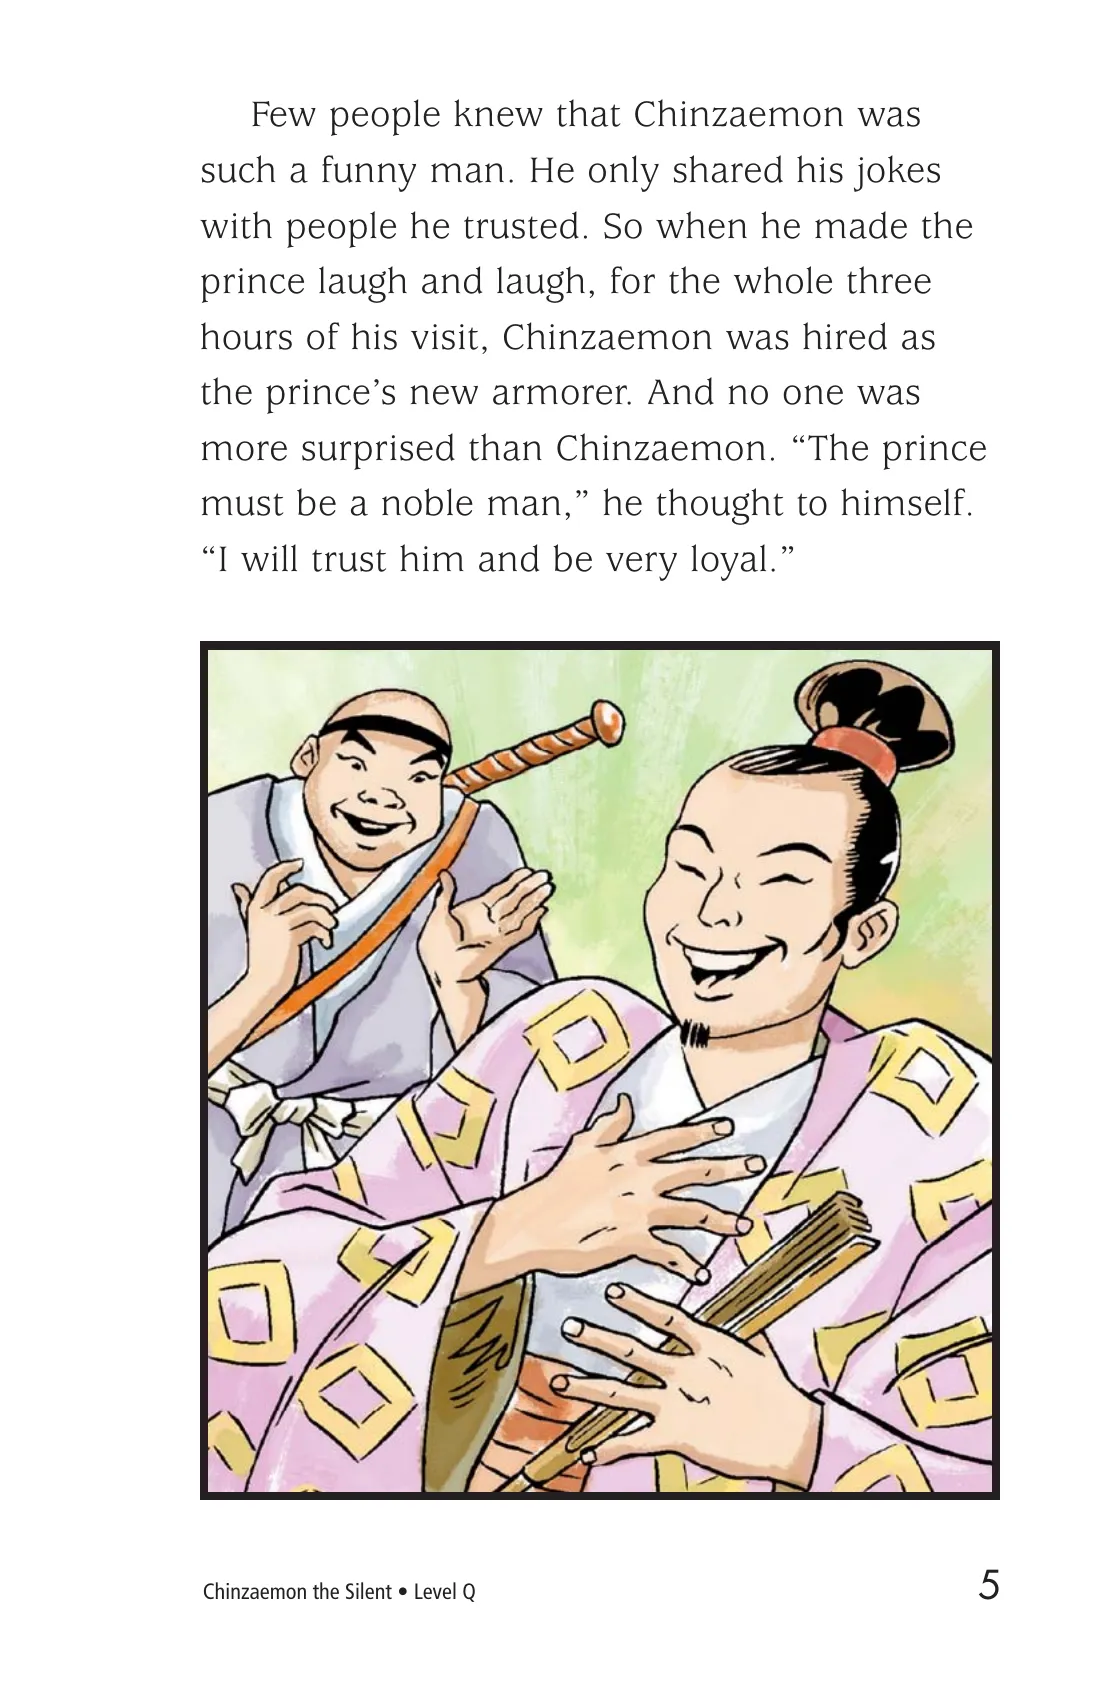 Few people knew that Chinzaemon was
such a funny man. He only shared his jokes
with people he trusted. So when he made the
prince laugh and laugh, for the whole three
hours of his visit, Chinzaemon was hired as
the prince’s new armorer. And no one was
more surprised than Chinzaemon. “The prince
must be a noble man,” he thought to himself.
“I will trust him and be very loyal.”
Chinzaemon the Silent • Level Q
5